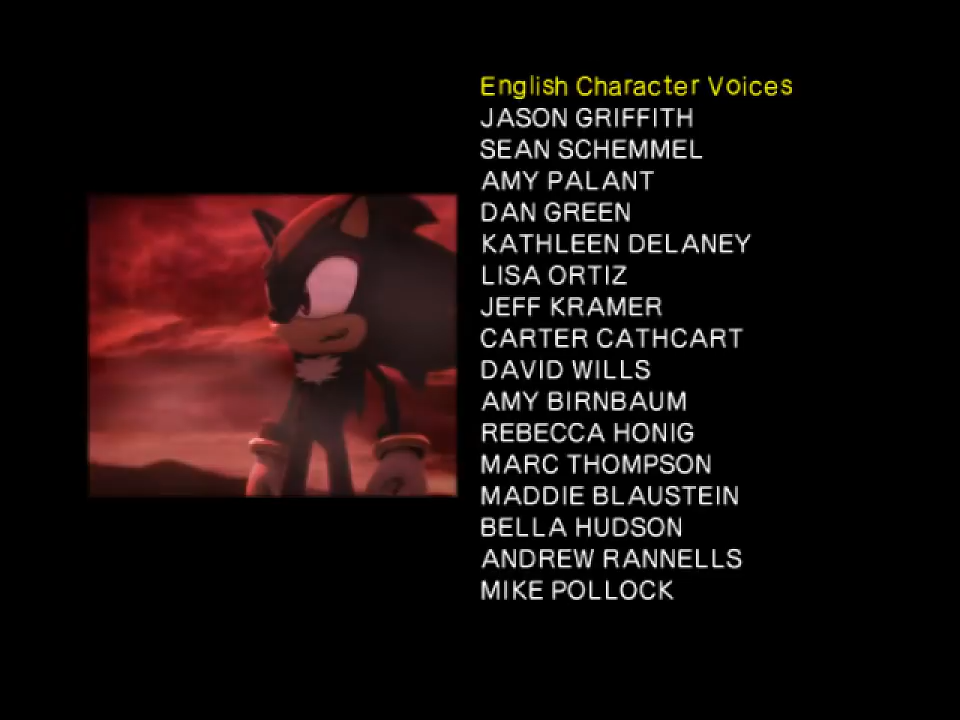 English Character Voices
JASON GRIFFITH
SEAN SCHEMMEL
AMY PALANT
DAN GREEN
KATHLEEN DELANEY
LISA ORTIZ
JEFF KRAMER
CARTER CATHCART
DAVID WILLS
AMY BIRNBAUM
REBECCA HONIG
MARC THOMPSON
MADDIE BLAUSTEIN
BELLA HUDSON
ANDREW RANNELLS
MIKE POLLOCK